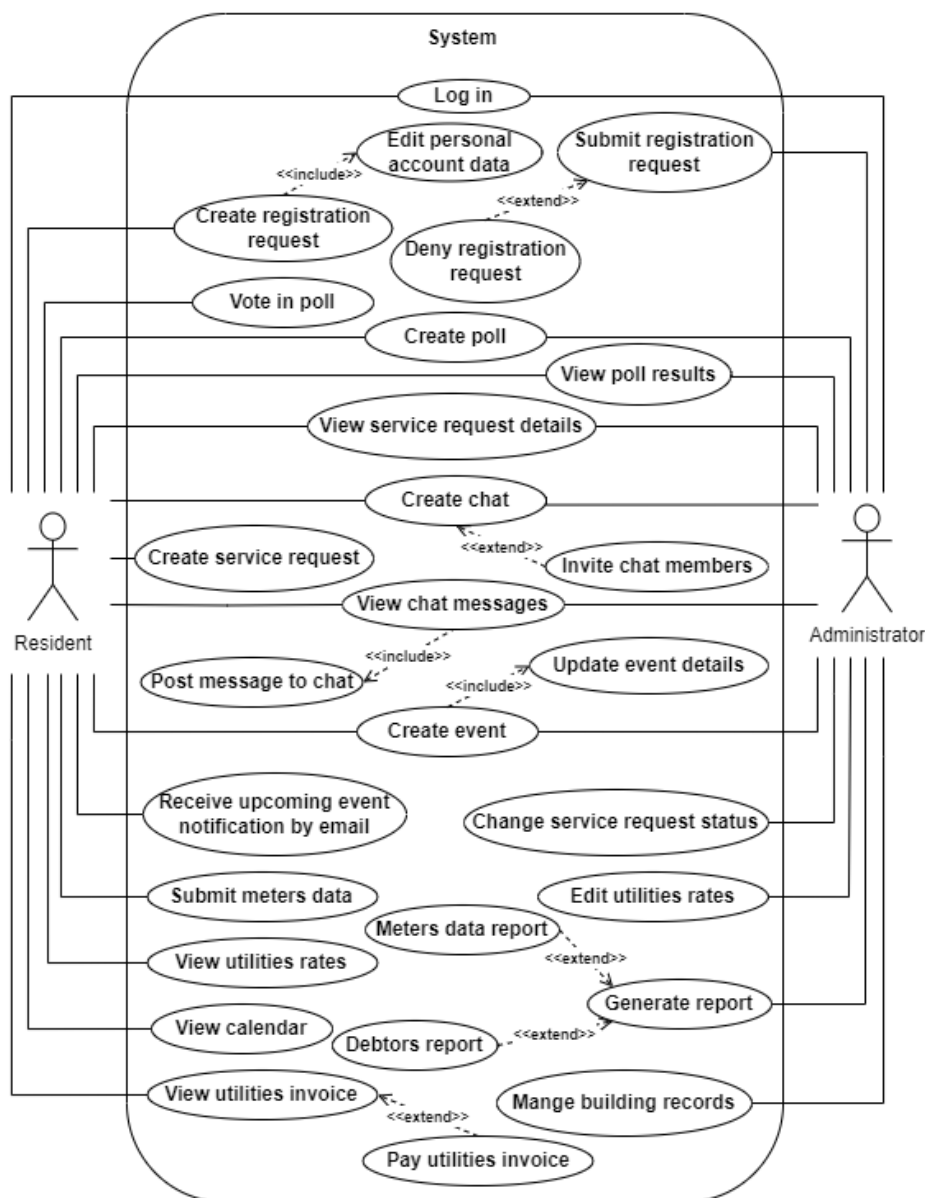 System
Log in
Edit personal
account data
Submit registration
request
<<include>>
<<extend>>
Create registration
request
Deny registration
request
Vote in poll
Create poll
View poll results
View service request details
Create chat
<<extend>>
Create service request
Invite chat members
View chat messages
Resident
Administrator
<<include>>
Update event details
Post message to chat
<<include>>
Create event
Receive upcoming event
notification by email
Change service request status
Submit meters data
Edit utilities rates
Meters data report
<<extend>>
View utilities rates
Generate report
View calendar
<<extend>>
Debtors report
View utilities invoice
Mange building records
<<extend>>
Pay utilities invoice